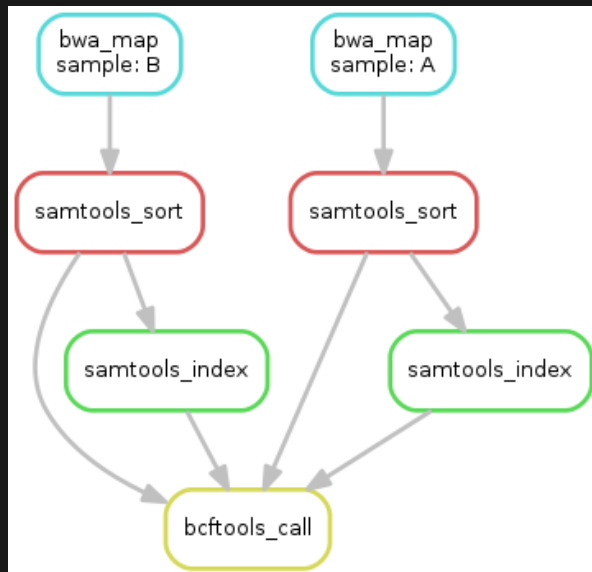 bwa_map
sample: B
bwa_map
sample: A
samtools_sort
samtools_sort
samtools_index
samtools_index
bcftools_call